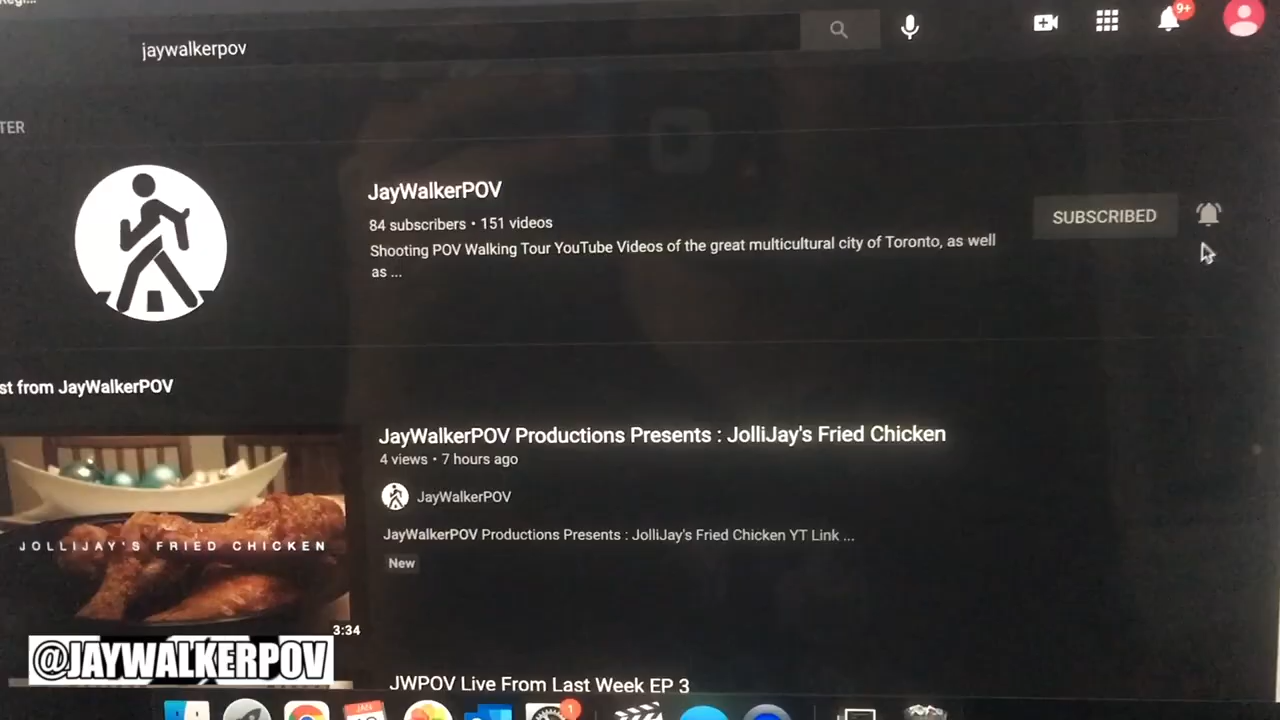 jaywalkerpov
9+
TER
JayWalkerPOV
84 subscribers • 151 videos
Shooting POV Walking Tour YouTube Videos of the great multicultural city of Toronto, as well
as ...
SUBSCRIBED
st from JayWalkerPOV
JayWalkerPOV Productions Presents : JolliJay's Fried Chicken
4 views • 7 hours ago
JayWalkerPOV
JayWalkerPOV Productions Presents : JolliJay's Fried Chicken YT Link ...
New
JOLLIJAY'S FRIED CHICKEN
3:34
@JAYWALKERPOV
JWPOV Live From Last Week EP 3
JAN
1